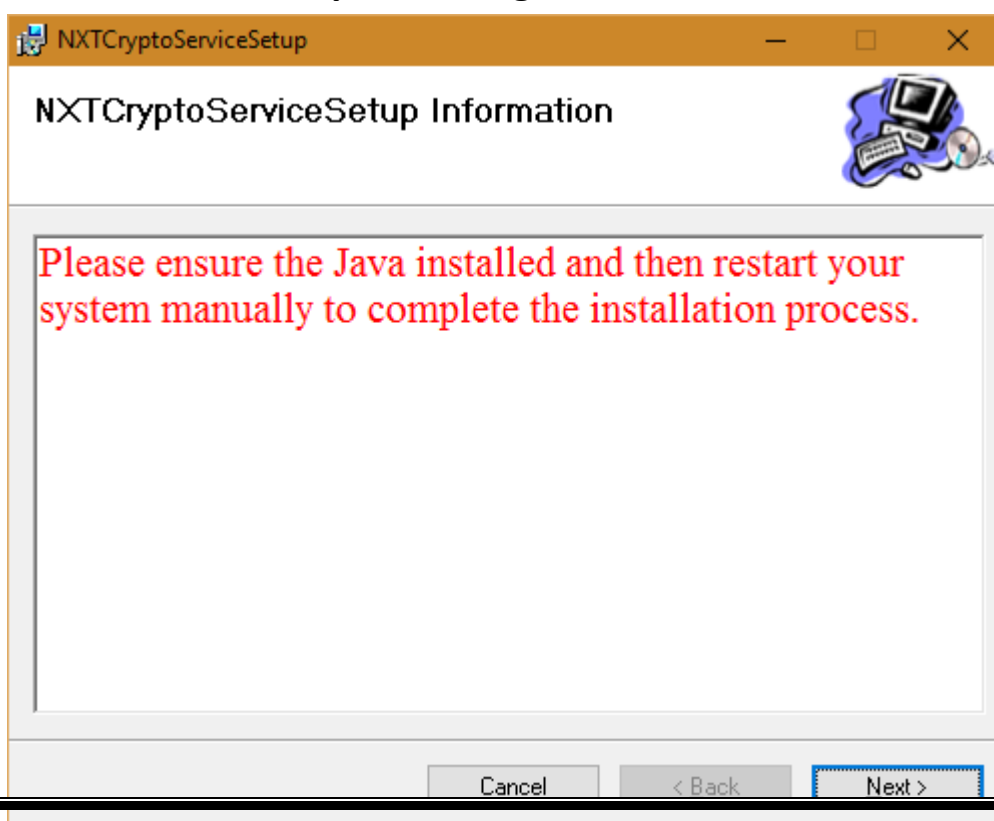 NXTCryptoServiceSetup
NXTCryptoServiceSetup Information
Please ensure the Java installed and then restart your
system manually to complete the installation process.
Cancel
< Back
Next >